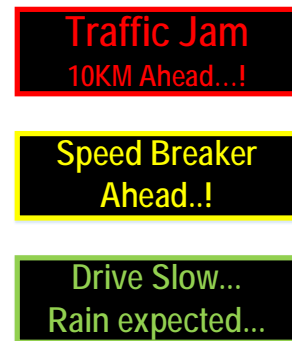 Traffic Jam
10KM Ahead...!
Speed Breaker
Ahead..!
Drive Slow...
Rain expected...